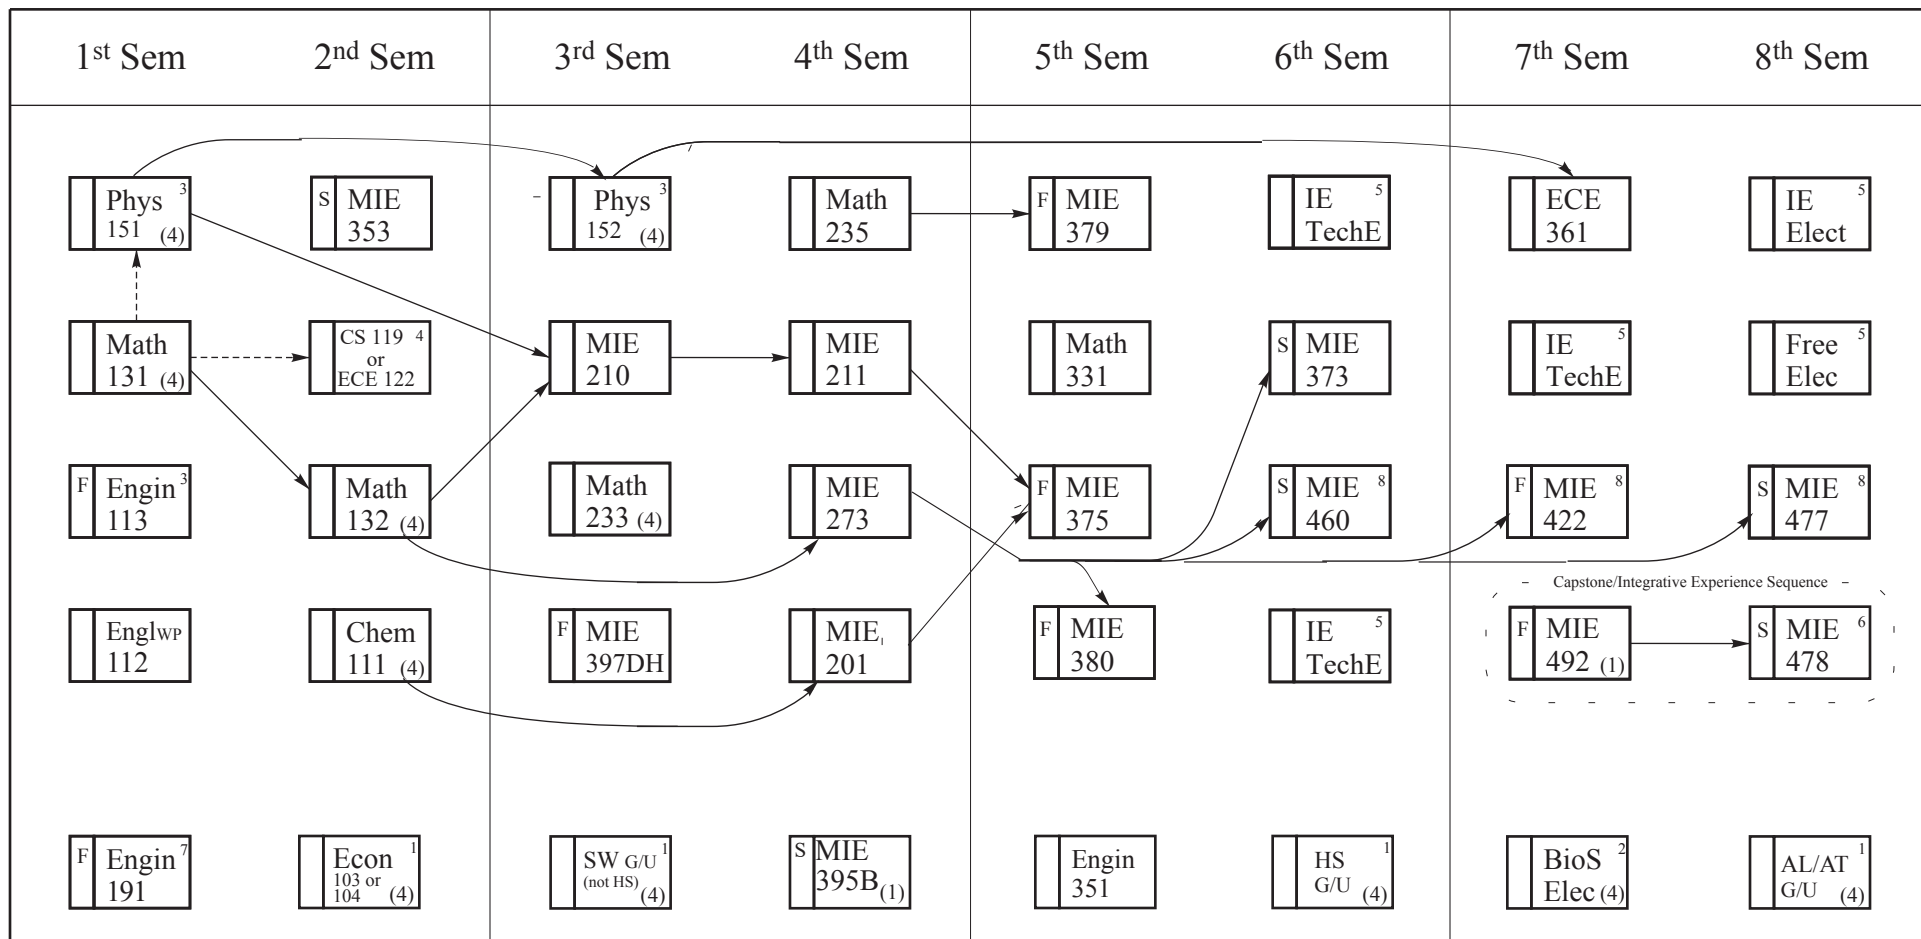 1st Sem 2nd Sem 3rd Sem 4th Sem 5th Sem 6th Sem 7th Sem 8th Sem
Phys 3
151 (4)
S MIE
353
Phys 3
152 (4)
Math
235
F MIE
379
IE 5
TechE
ECE
361
IE 5
Elect
Math
131 (4)
CS 119 4
or
ECE 122
MIE
210
MIE
211
Math
331
S MIE
373
IE 5
TechE
Free 5
Elec
F Engin 3
113
Math
132 (4)
Math
233 (4)
MIE
273
F MIE
375
S MIE 8
460
F MIE 8
422
S MIE 8
477
Capstone/Integrative Experience Sequence
Engl WP
112
Chem
111 (4)
F MIE
397DH
MIE
201
F MIE
380
IE 5
TechE
F MIE
492 (1)
S MIE 6
478
F Engin 7
191
Econ 1
103 or
104 (4)
SW G/U 1
(not HS)
(4)
S MIE
395B (1)
Engin
351
HS 1
G/U (4)
BioS 2
Elec (4)
AL/AT 1
G/U (4)